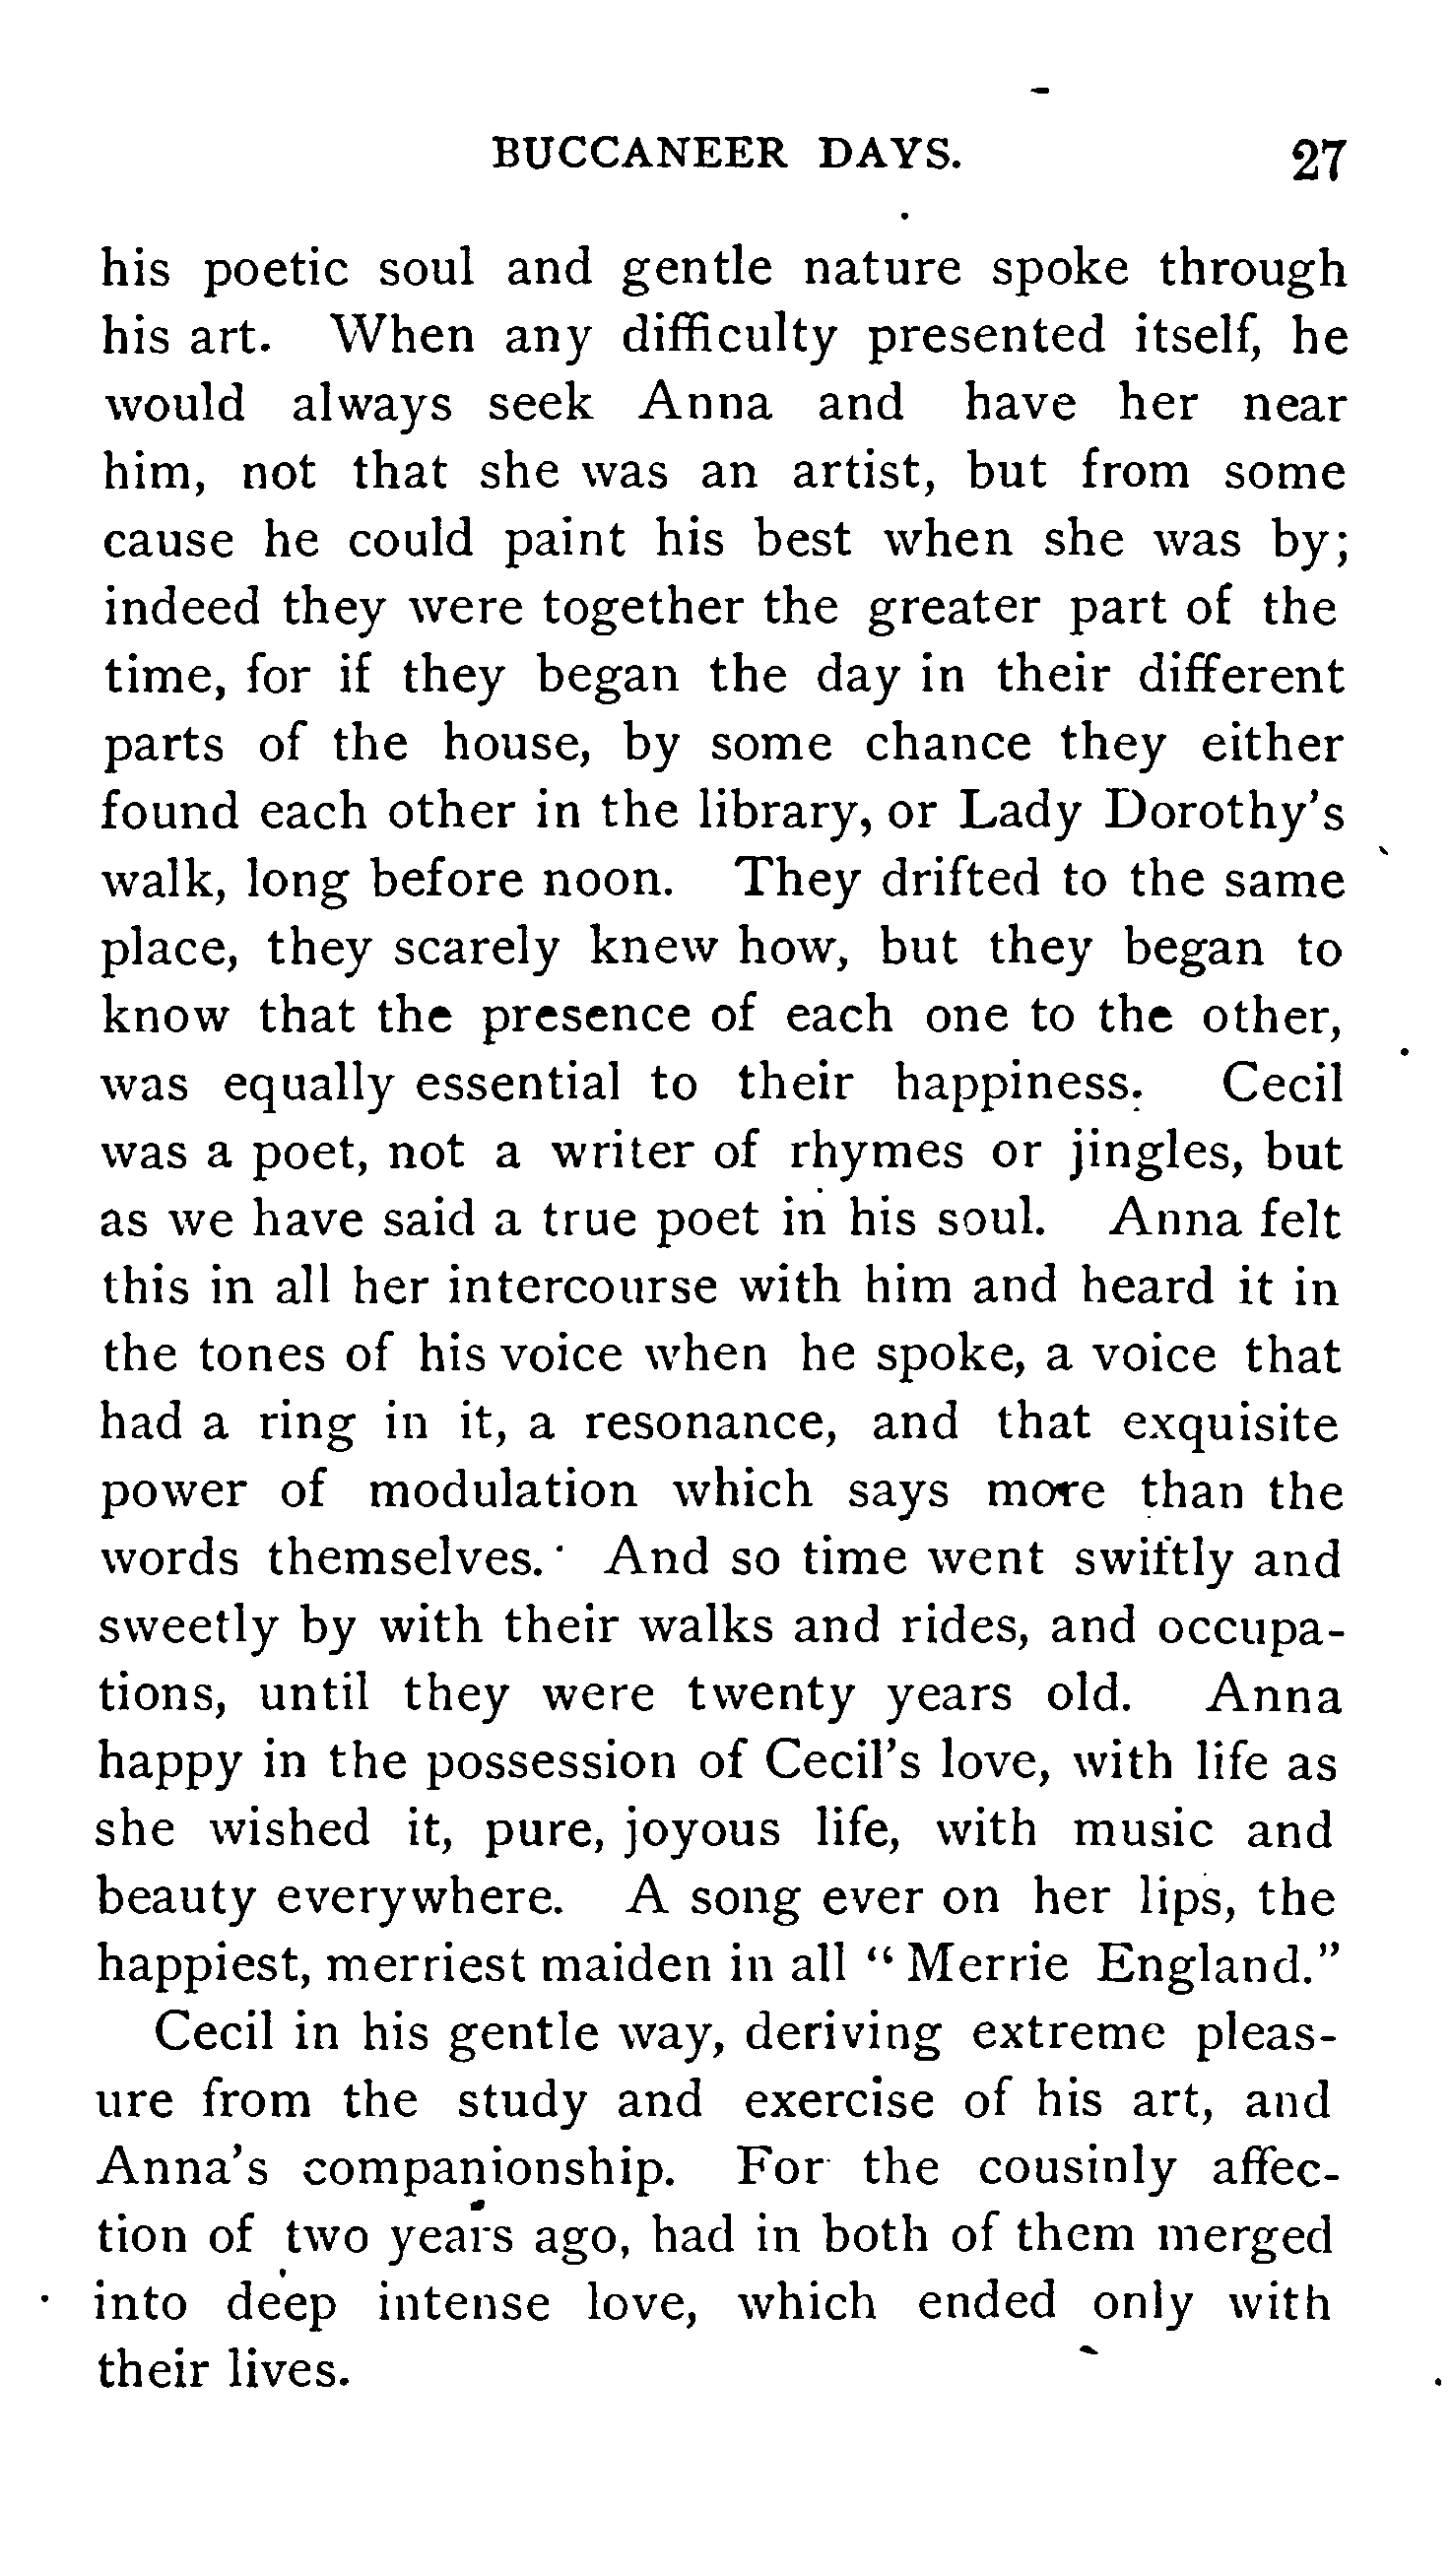 BUCCANEER DAYS. 27
his poetic soul and gentle nature spoke through
his art. When any difficulty presented itself, he
would always seek Anna and have her near
him, not that she was an artist, but from some
cause he could paint his best when she was by;
indeed they were together the greater part of the
time, for if they began the day in their different
parts of the house, by some chance they either
found each other in the library, or Lady Dorothy's
walk, long before noon. They drifted to the same
place, they scarely knew how, but they began to
know that the presence of each one to the other,
was equally essential to their happiness. Cecil
was a poet, not a writer of rhymes or jingles, but
as we have said a true poet in his soul. Anna felt
this in all her intercourse with him and heard it in
the tones of his voice when he spoke, a voice that
had a ring in it, a resonance, and that exquisite
power of modulation which says more than the
words themselves. And so time went swiftly and
sweetly by with their walks and rides, and occupa-
tions, until they were twenty years old. Anna
happy in the possession of Cecil's love, with life as
she wished it, pure, joyous life, with music and
beauty everywhere. A song ever on her lips, the
happiest, merriest maiden in all "Merrie England."
Cecil in his gentle way, deriving extreme pleas-
ure from the study and exercise of his art, and
Anna's companionship. For the cousinly affec-
tion of two years ago, had in both of them merged
into deep intense love, which ended only with
their lives.